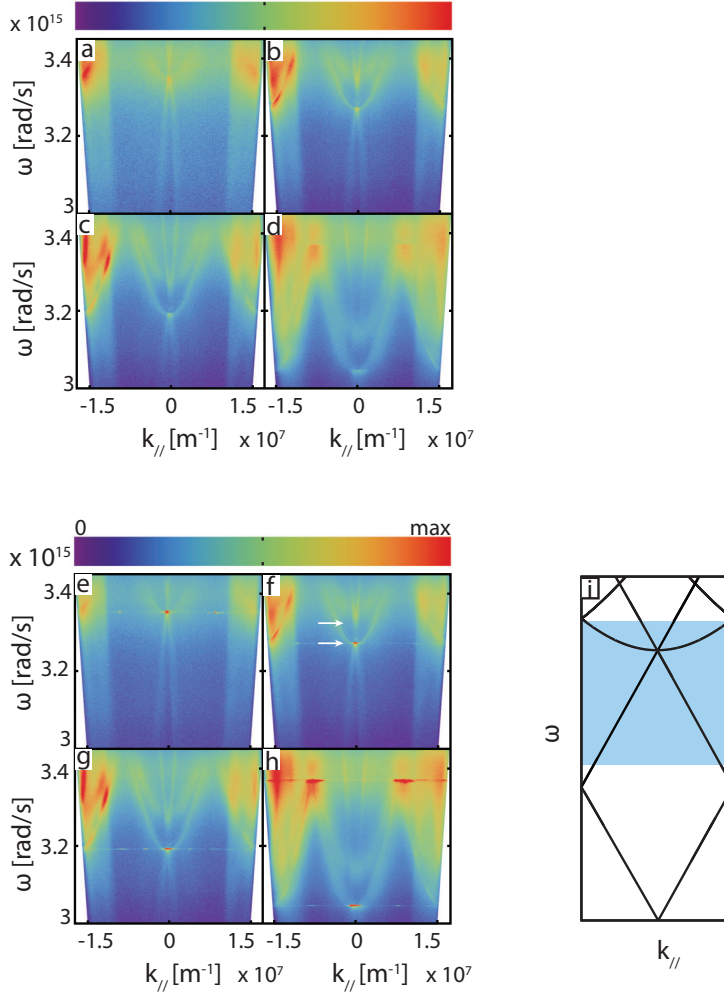 x 10¹⁵
a b
3.4
ω [rad/s]
3.2
3
c d
3.4
ω [rad/s]
3.2
3
-1.5 0 1.5 -1.5 0 1.5
k// [m⁻¹] x 10⁷ k// [m⁻¹] x 10⁷
0 max
x 10¹⁵
e f
3.4
ω [rad/s]
3.2
3
g h
3.4
ω [rad/s]
3.2
3
-1.5 0 1.5 -1.5 0 1.5
k// [m⁻¹] x 10⁷ k// [m⁻¹] x 10⁷
i
ω
k//